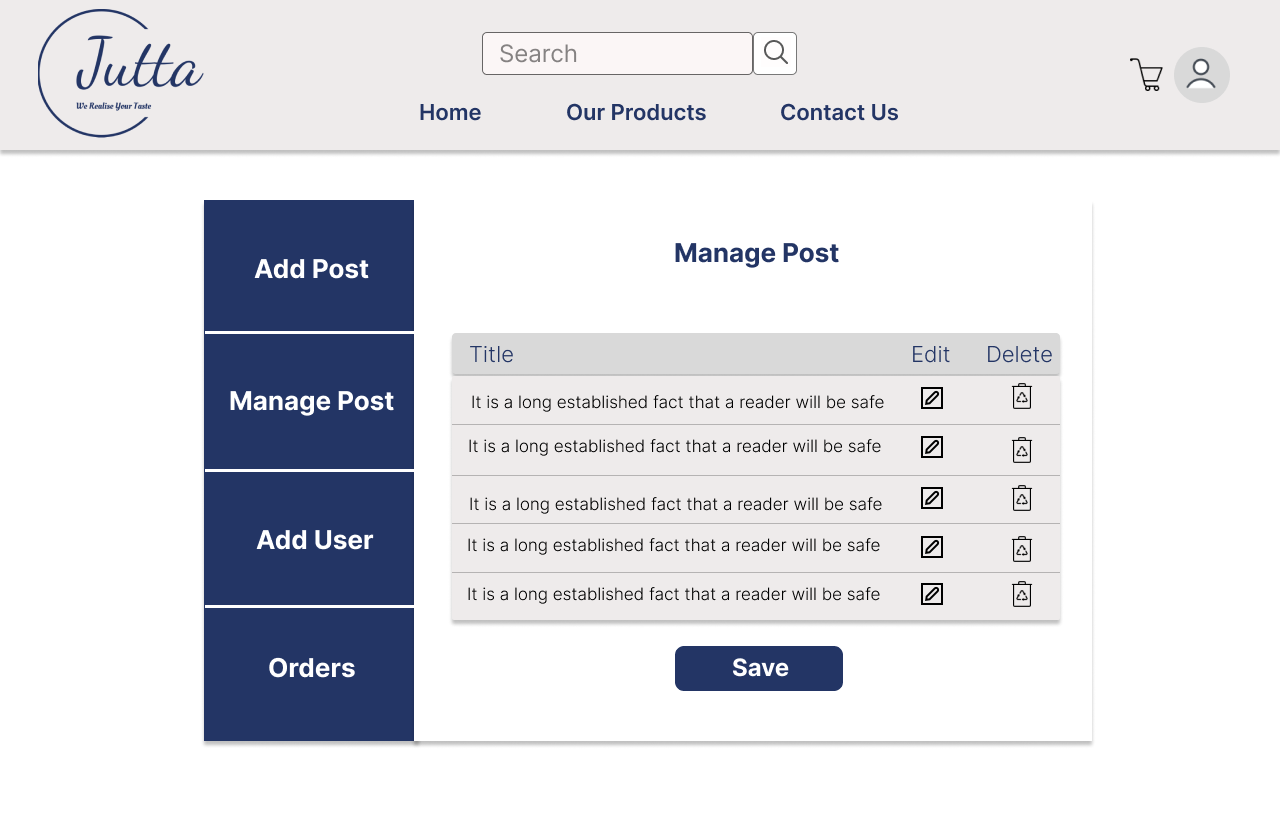 Jutta
We Realise Your Taste
Search
Home Our Products Contact Us
Add Post
Manage Post
Add User
Orders
Manage Post
Title Edit Delete
It is a long established fact that a reader will be safe
It is a long established fact that a reader will be safe
It is a long established fact that a reader will be safe
It is a long established fact that a reader will be safe
It is a long established fact that a reader will be safe
Save